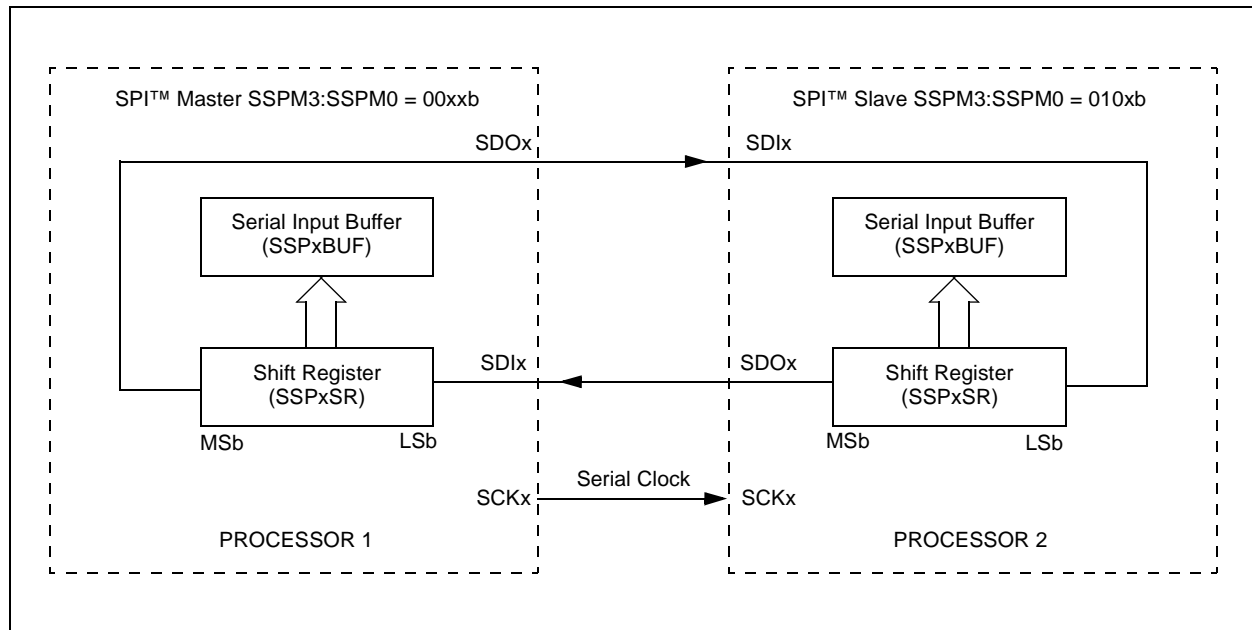 SPI™ Master SSPM3:SSPM0 = 00xxb
SPI™ Slave SSPM3:SSPM0 = 010xb
SDOx
SDIx
Serial Input Buffer
(SSPxBUF)
Serial Input Buffer
(SSPxBUF)
Shift Register
(SSPxSR)
SDIx
SDOx
Shift Register
(SSPxSR)
MSb
LSb
MSb
LSb
Serial Clock
SCKx
SCKx
PROCESSOR 1
PROCESSOR 2